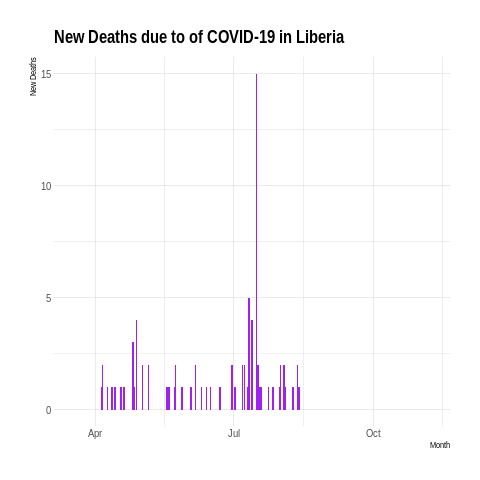 New Deaths due to of COVID-19 in Liberia
New Deaths
15
10
5
0
Apr Jul Oct
Month